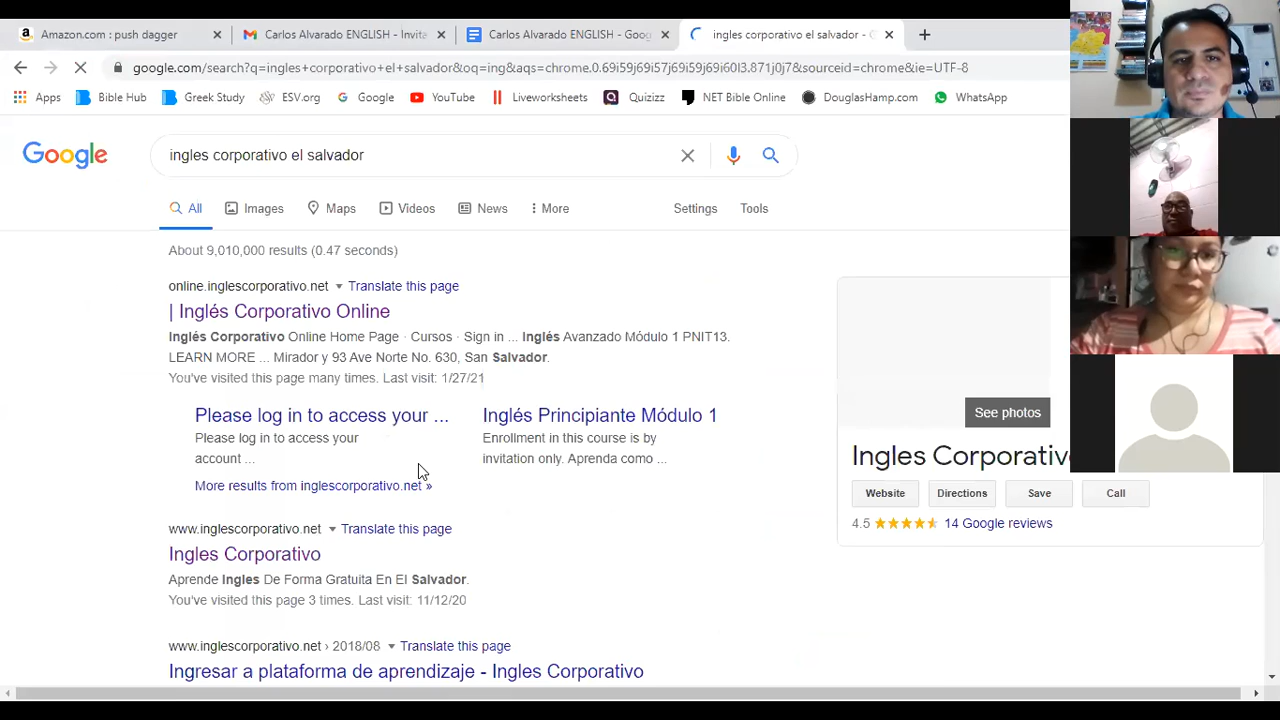 Amazon.com : push dagger
Carlos Alvarado ENGLISH - Invi
Carlos Alvarado ENGLISH - Goog
ingles corporativo el salvador - G
google.com/search?q=ingles+corporativo+el+salvador&oq=ing&aqs=chrome.0.69i59j69i57j69i59j69i60l3.871j0j7&sourceid=chrome&ie=UTF-8
Apps Bible Hub Greek Study ESV.org Google YouTube Liveworksheets Quizizz NET Bible Online DouglasHamp.com WhatsApp
Google
ingles corporativo el salvador
All Images Maps Videos News More Settings Tools
About 9,010,000 results (0.47 seconds)
online.inglescorporativo.net Translate this page
| Inglés Corporativo Online
Inglés Corporativo Online Home Page · Cursos · Sign in ... Inglés Avanzado Módulo 1 PNIT13.
LEARN MORE ... Mirador y 93 Ave Norte No. 630, San Salvador.
You've visited this page many times. Last visit: 1/27/21
Please log in to access your ...
Please log in to access your
account ...
Inglés Principiante Módulo 1
Enrollment in this course is by
invitation only. Aprenda como ...
More results from inglescorporativo.net »
www.inglescorporativo.net Translate this page
Ingles Corporativo
Aprende Ingles De Forma Gratuita En El Salvador.
You've visited this page 3 times. Last visit: 11/12/20
www.inglescorporativo.net › 2018/08 Translate this page
Ingresar a plataforma de aprendizaje - Ingles Corporativo
See photos
Ingles Corporativ
Website Directions Save Call
4.5 14 Google reviews